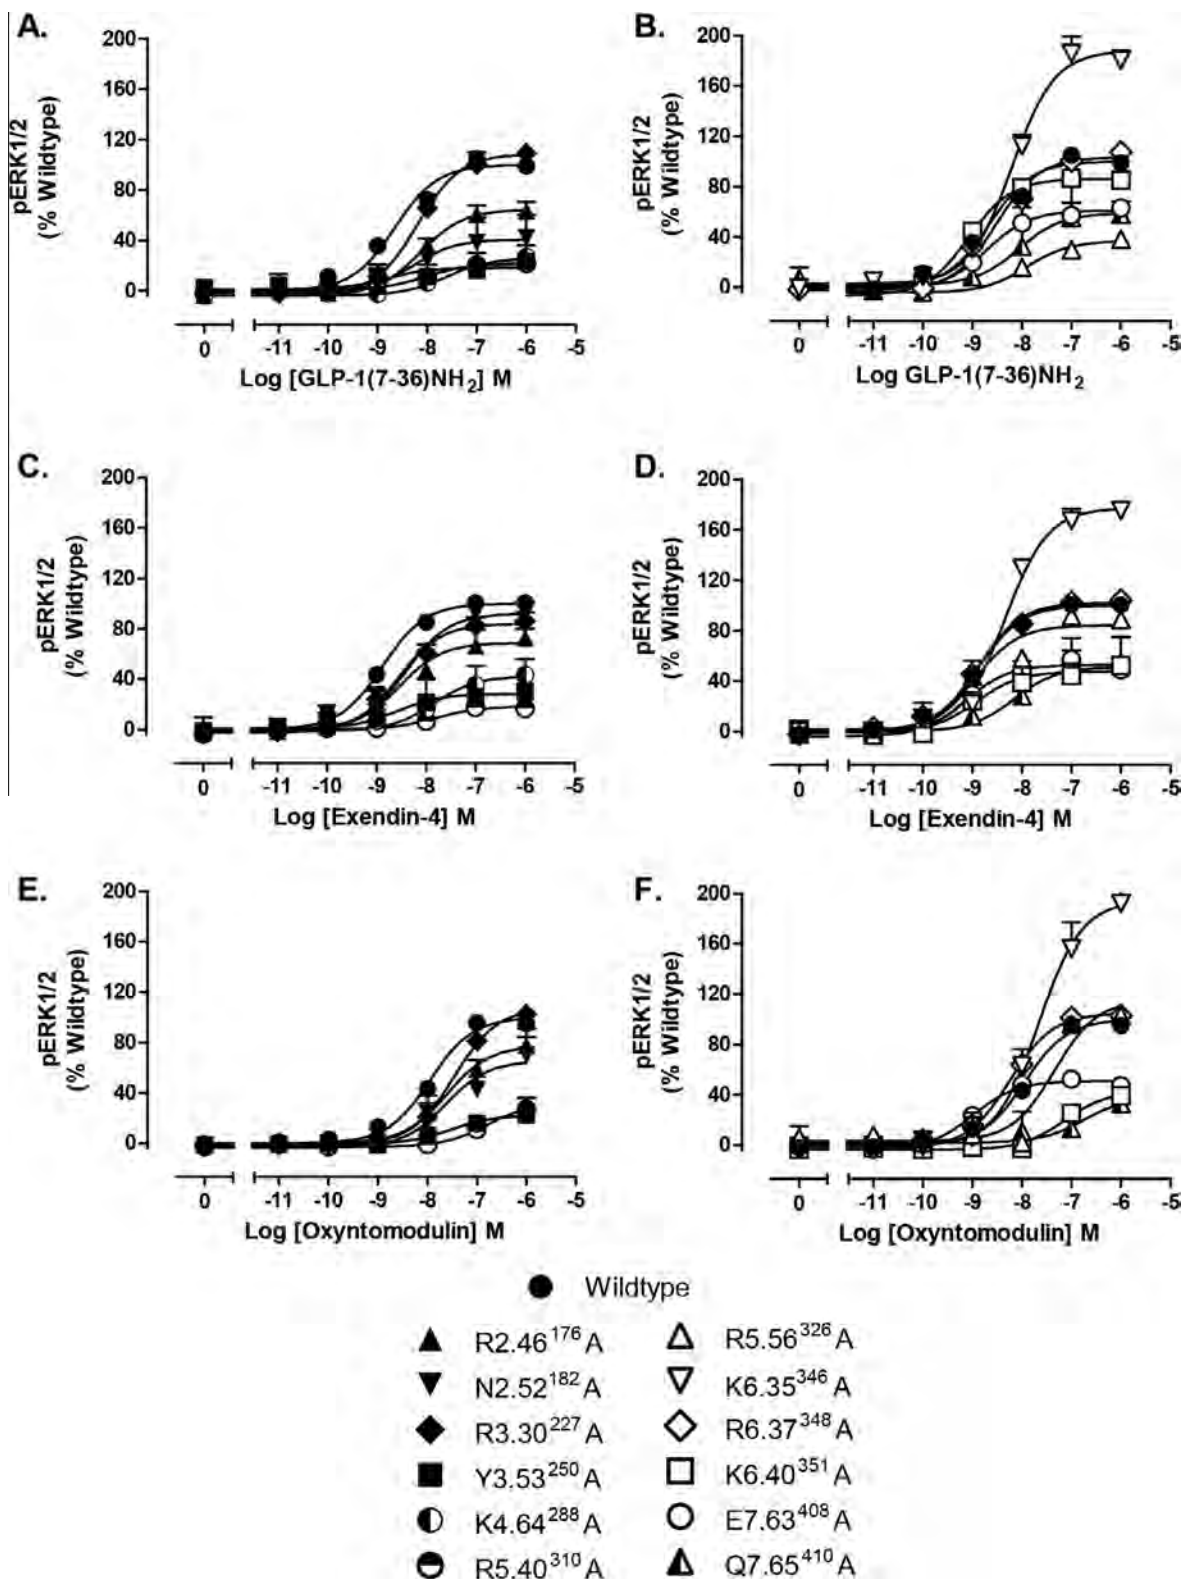 A.
200
160
120
80
40
0
pERK1/2
(% Wildtype)
0 -11 -10 -9 -8 -7 -6 -5
Log [GLP-1(7-36)NH₂] M
B.
200
160
120
80
40
0
pERK1/2
(% Wildtype)
0 -11 -10 -9 -8 -7 -6 -5
Log GLP-1(7-36)NH₂
C.
200
160
120
80
40
0
pERK1/2
(% Wildtype)
0 -11 -10 -9 -8 -7 -6 -5
Log [Exendin-4] M
D.
200
160
120
80
40
0
pERK1/2
(% Wildtype)
0 -11 -10 -9 -8 -7 -6 -5
Log [Exendin-4] M
E.
200
160
120
80
40
0
pERK1/2
(% Wildtype)
0 -11 -10 -9 -8 -7 -6 -5
Log [Oxyntomodulin] M
F.
200
160
120
80
40
0
pERK1/2
(% Wildtype)
0 -11 -10 -9 -8 -7 -6 -5
Log [Oxyntomodulin] M
Wildtype
R2.46¹⁷⁶A
N2.52¹⁸²A
R3.30²²⁷A
Y3.53²⁵⁰A
K4.64²⁸⁸A
R5.40³¹⁰A
R5.56³²⁶A
K6.35³⁴⁶A
R6.37³⁴⁸A
K6.40³⁵¹A
E7.63⁴⁰⁸A
Q7.65⁴¹⁰A